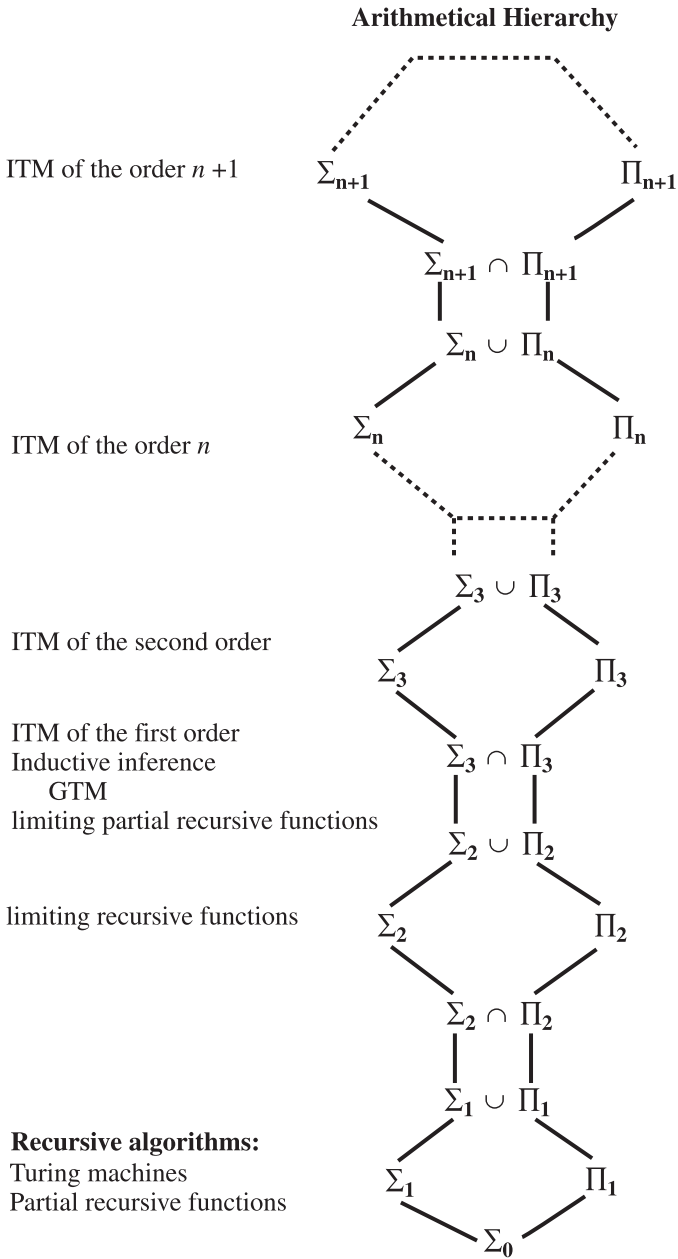 Arithmetical Hierarchy
ITM of the order n +1
Σn+1 Πn+1
Σn+1 ∩ Πn+1
Σn ∪ Πn
Σn Πn
ITM of the order n
Σ3 ∪ Π3
ITM of the second order
Σ3 Π3
ITM of the first order
Σ3 ∩ Π3
Inductive inference
GTM
limiting partial recursive functions
Σ2 ∪ Π2
limiting recursive functions
Σ2 Π2
Σ2 ∩ Π2
Σ1 ∪ Π1
Recursive algorithms:
Turing machines
Σ1 Π1
Partial recursive functions
Σ0